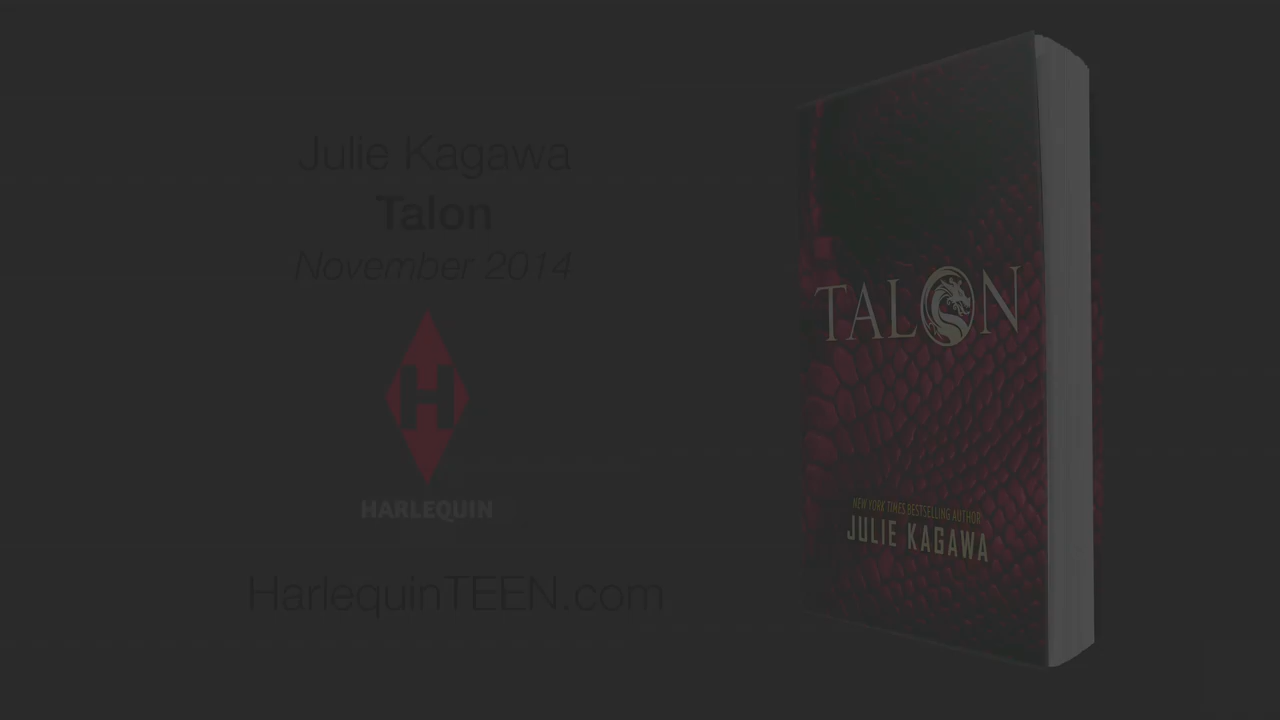 Julie Kagawa
Talon
November 2014
H
HARLEQUIN
HarlequinTEEN.com
TALON
NEW YORK TIMES BESTSELLING AUTHOR
JULIE KAGAWA